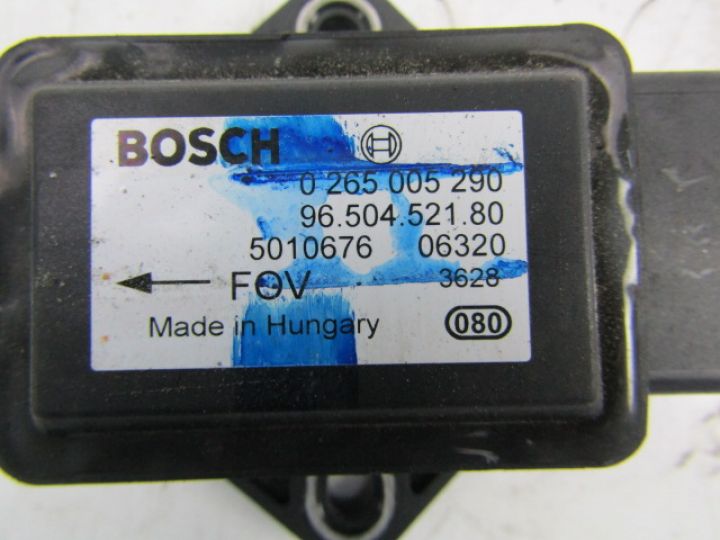 BOSCH
0 265 005 290
96.504.521.80
5010676 06320
FOV 3628
Made in Hungary 080